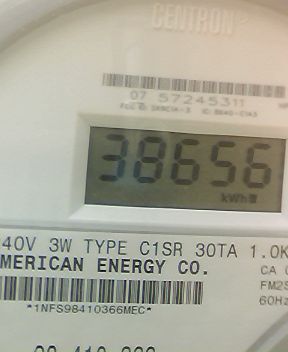 CENTRON®
07 57245311
38656
kWh
40V 3W TYPE C1SR 30TA 1.0K
MERICAN ENERGY CO.
CA
FM2S
60Hz
*1NFS98410366MEC*